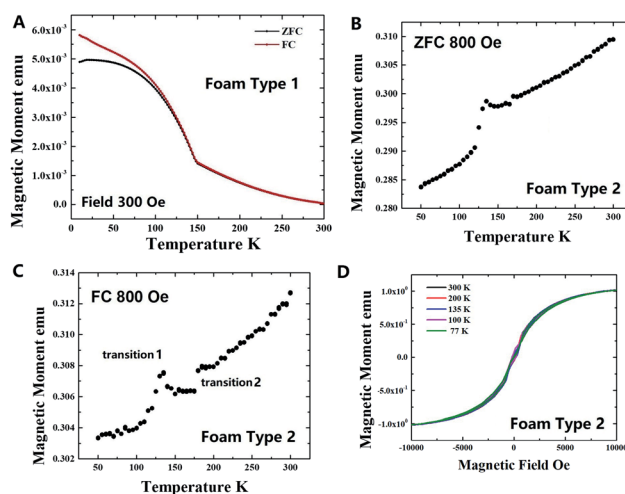 A
6.0x10⁻³
5.0x10⁻³
4.0x10⁻³
3.0x10⁻³
2.0x10⁻³
1.0x10⁻³
0.0
Magnetic Moment emu
ZFC
FC
Foam Type 1
Field 300 Oe
0 50 100 150 200 250 300
Temperature K
B
0.310
0.305
0.300
0.295
0.290
0.285
0.280
Magnetic Moment emu
ZFC 800 Oe
Foam Type 2
50 100 150 200 250 300
Temperature K
C
0.314
0.312
0.310
0.308
0.306
0.304
0.302
Magnetic Moment emu
FC 800 Oe
transition 1
transition 2
Foam Type 2
50 100 150 200 250 300
Temperature K
D
1.0x10⁰
5.0x10⁻¹
0.0
-5.0x10⁻¹
-1.0x10⁰
Magnetic Moment emu
300 K
200 K
135 K
100 K
77 K
Foam Type 2
-10000 -5000 0 5000 10000
Magnetic Field Oe